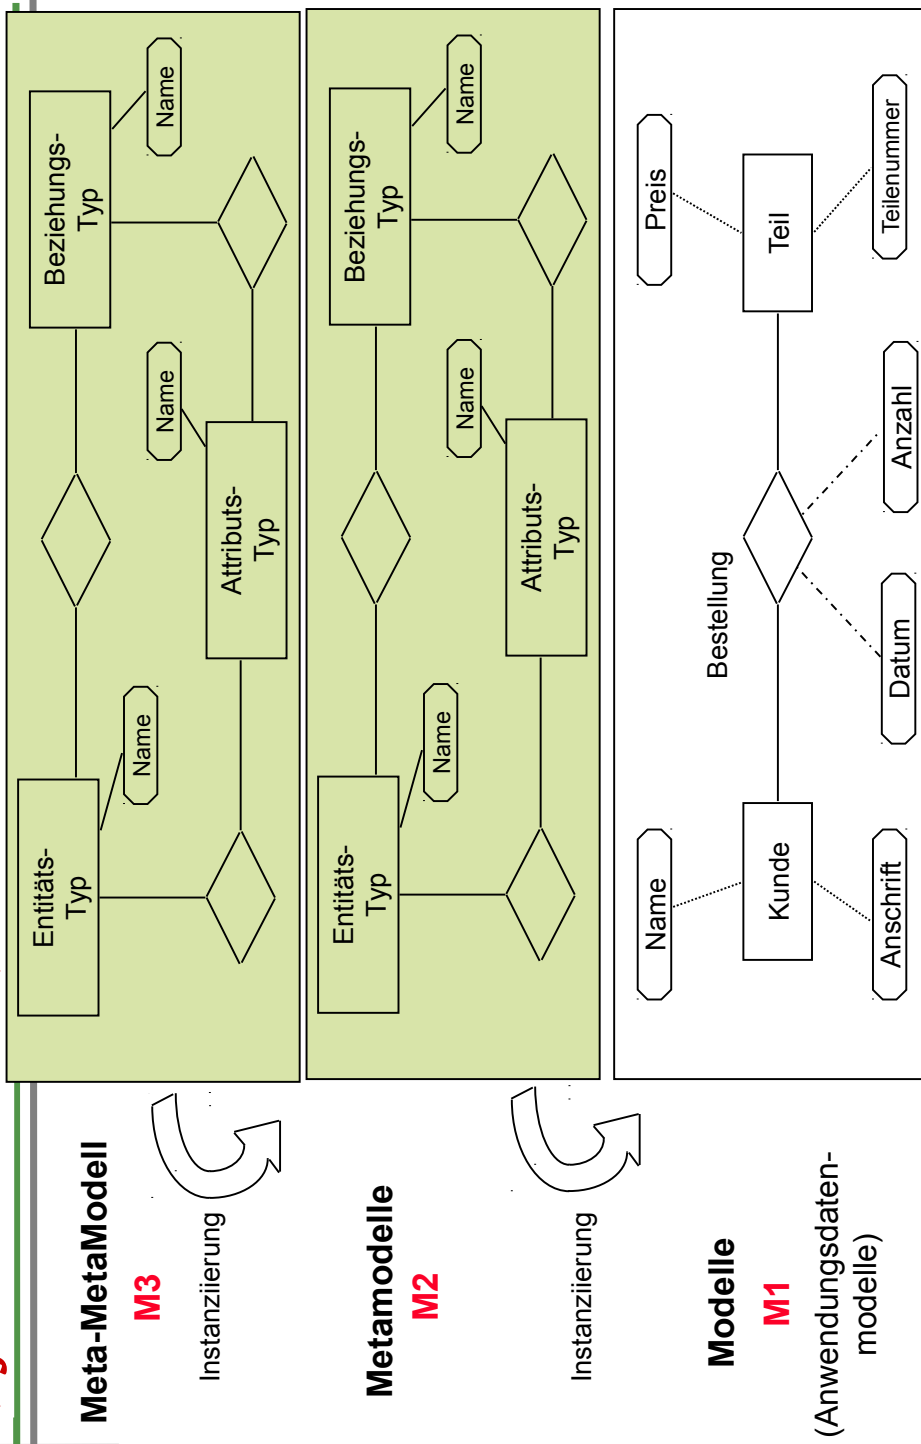 Meta-MetaModell
M3
Instanziierung
Entitäts-
Typ
Name
Beziehungs-
Typ
Name
Attributs-
Typ
Name
Metamodelle
M2
Instanziierung
Entitäts-
Typ
Name
Beziehungs-
Typ
Name
Attributs-
Typ
Name
Modelle
M1
(Anwendungsdaten-
modelle)
Name
Kunde
Anschrift
Bestellung
Datum
Anzahl
Preis
Teil
Teilenummer